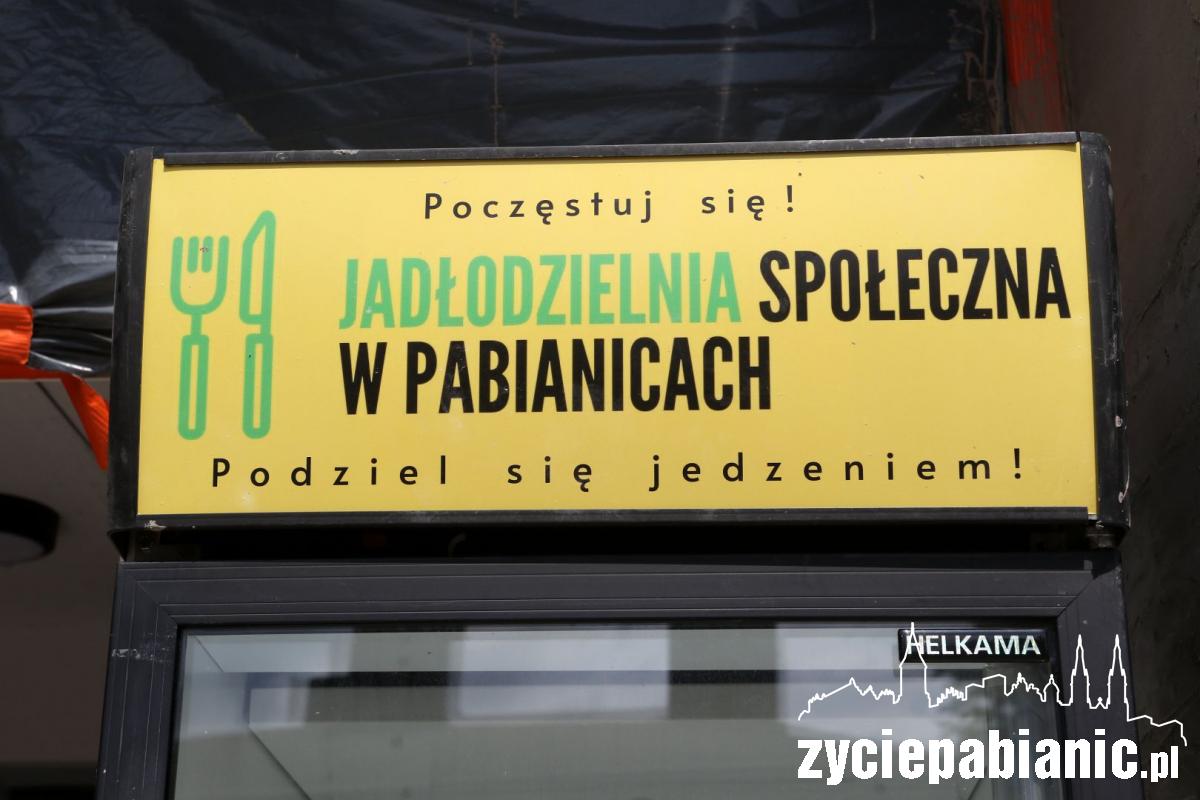 Poczęstuj się!
JADŁODZIELNIA SPOŁECZNA
W PABIANICACH
Podziel się jedzeniem!
HELKAMA
zyciepabianic.pl